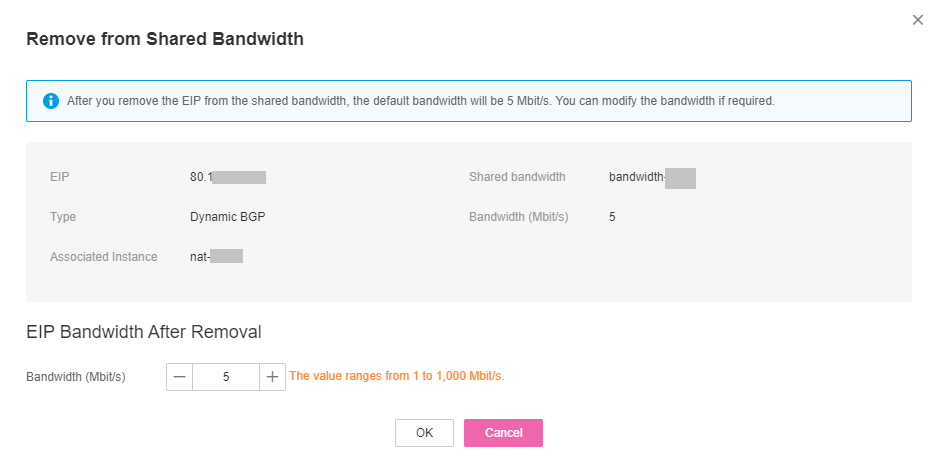 Remove from Shared Bandwidth
After you remove the EIP from the shared bandwidth, the default bandwidth will be 5 Mbit/s. You can modify the bandwidth if required.
EIP 80.1 Shared bandwidth bandwidth-
Type Dynamic BGP Bandwidth (Mbit/s) 5
Associated Instance nat-
EIP Bandwidth After Removal
Bandwidth (Mbit/s) 5 The value ranges from 1 to 1,000 Mbit/s.
OK Cancel